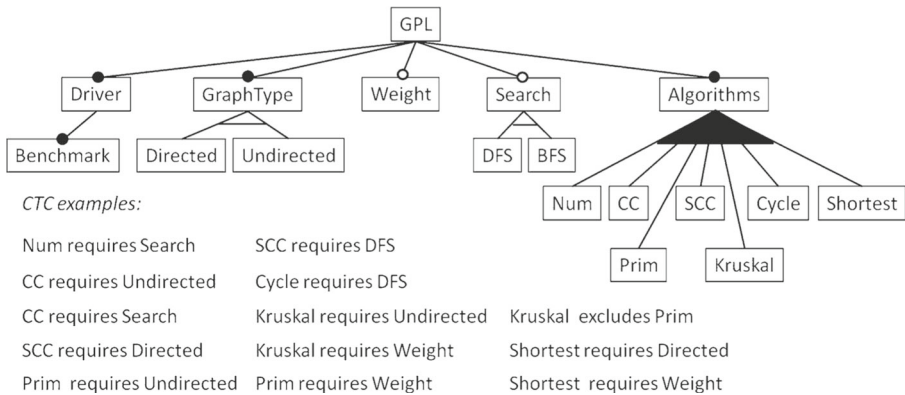 GPL
Driver GraphType Weight Search Algorithms
Benchmark Directed Undirected DFS BFS
Num CC SCC Cycle Shortest
Prim Kruskal
CTC examples:
Num requires Search SCC requires DFS
CC requires Undirected Cycle requires DFS
CC requires Search Kruskal requires Undirected Kruskal excludes Prim
SCC requires Directed Kruskal requires Weight Shortest requires Directed
Prim requires Undirected Prim requires Weight Shortest requires Weight